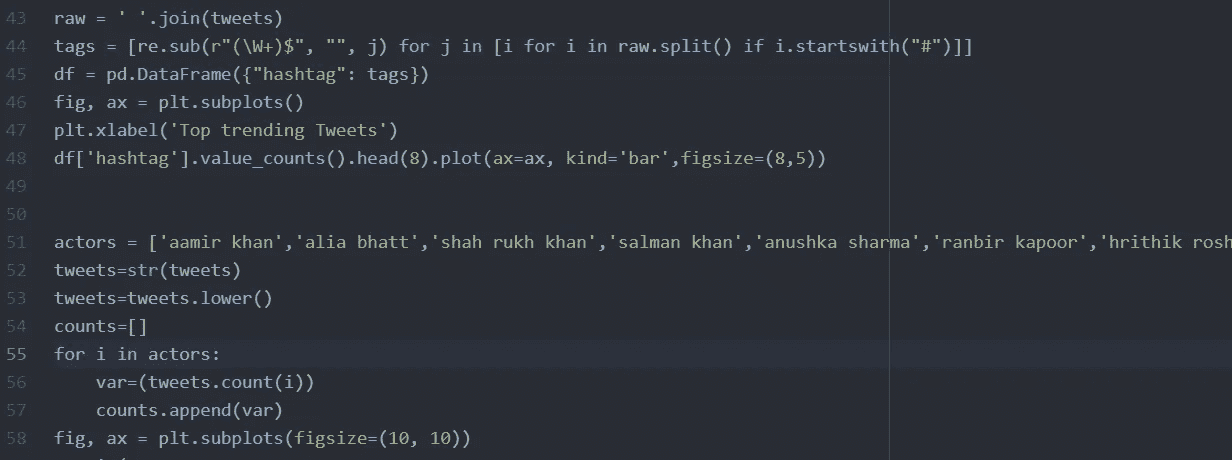 43 raw = ' '.join(tweets)
44 tags = [re.sub(r"(\W+)$", "", j) for j in [i for i in raw.split() if i.startswith("#")]]
45 df = pd.DataFrame({"hashtag": tags})
46 fig, ax = plt.subplots()
47 plt.xlabel('Top trending Tweets')
48 df['hashtag'].value_counts().head(8).plot(ax=ax, kind='bar',figsize=(8,5))
49
50
51 actors = ['aamir khan','alia bhatt','shah rukh khan','salman khan','anushka sharma','ranbir kapoor','hrithik rosh
52 tweets=str(tweets)
53 tweets=tweets.lower()
54 counts=[]
55 for i in actors:
56     var=(tweets.count(i))
57     counts.append(var)
58 fig, ax = plt.subplots(figsize=(10, 10))